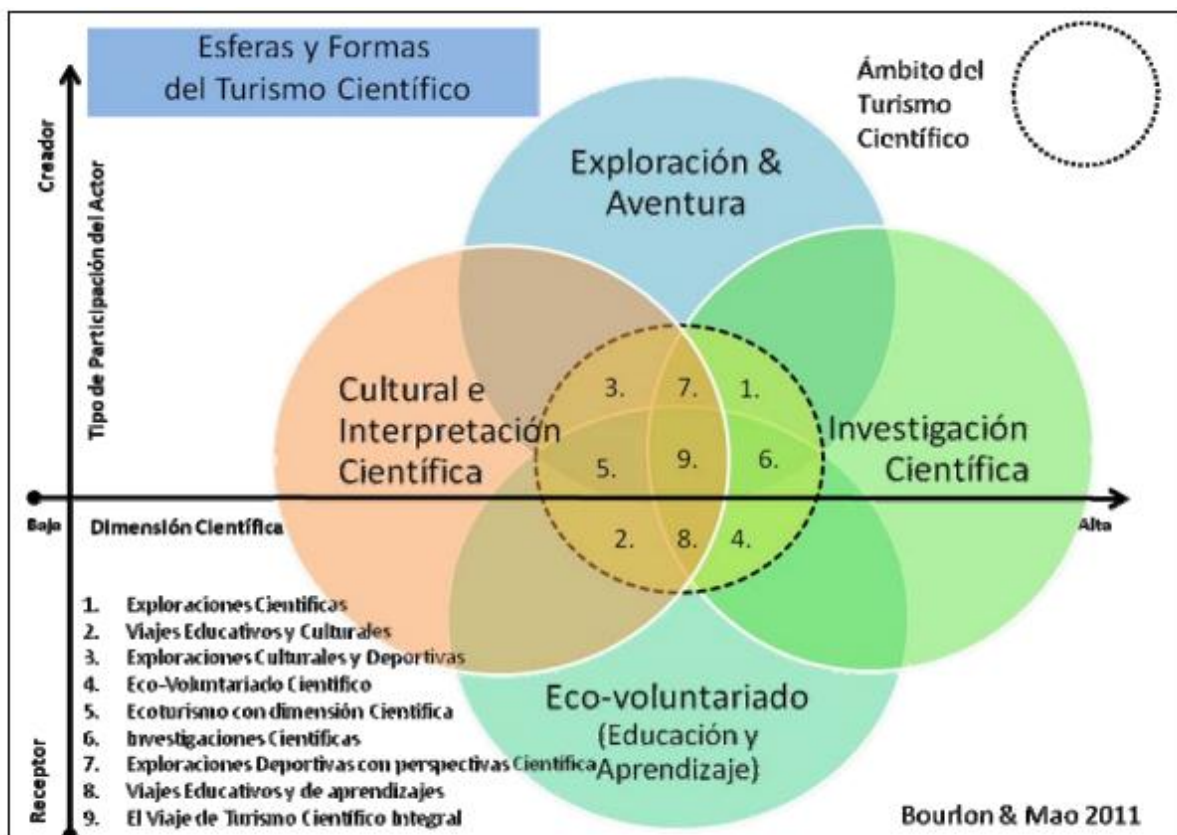 Esferas y Formas
del Turismo Científico
Ámbito del
Turismo
Científico
Creador
Tipo de Participación del Actor
Receptor
Exploración &
Aventura
Cultural e
Interpretación
Científica
Investigación
Científica
3.
7.
1.
5.
9.
6.
2.
8.
4.
Baja
Dimensión Científica
Alta
Eco-voluntariado
(Educación y
Aprendizaje)
1. Exploraciones Científicas
2. Viajes Educativos y Culturales
3. Exploraciones Culturales y Deportivas
4. Eco-Voluntariado Científico
5. Ecoturismo con dimensión Científica
6. Investigaciones Científicas
7. Exploraciones Deportivas con perspectivas Científica
8. Viajes Educativos y de aprendizajes
9. El Viaje de Turismo Científico Integral
Bourlon & Mao 2011